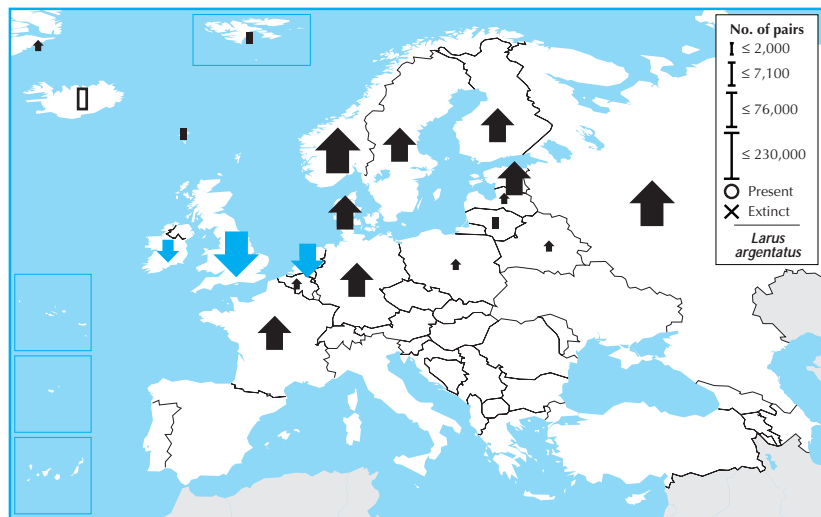 No. of pairs
≤ 2,000
≤ 7,100
≤ 76,000
≤ 230,000
Present
Extinct
Larus
argentatus